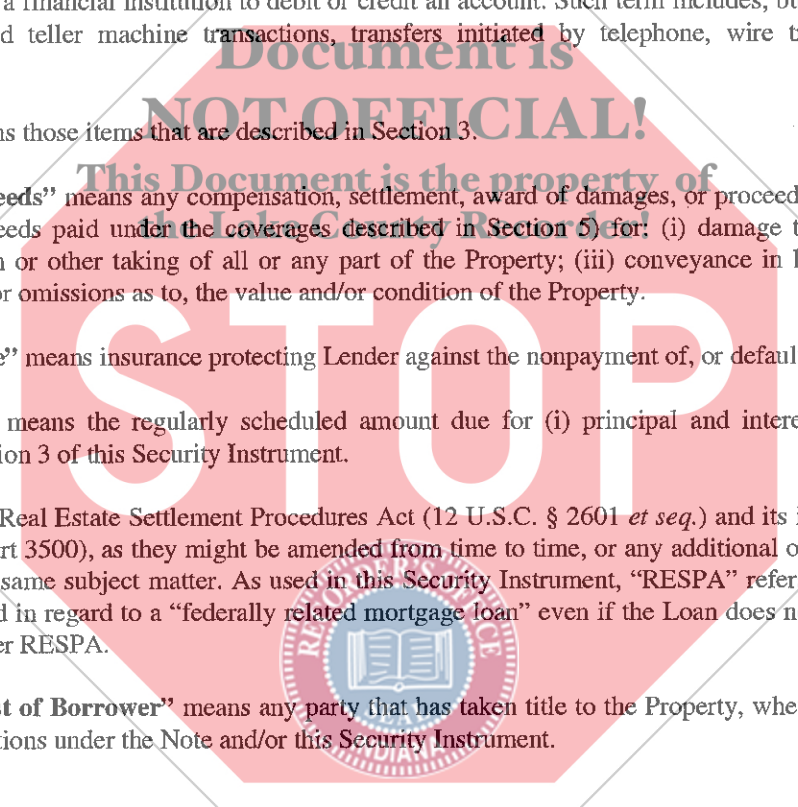 a financial institution to debit or credit an account. Such term includes, bu
d teller machine transactions, transfers initiated by telephone, wire t
Document is
NOT OFFICIAL!
ns those items that are described in Section 3.
This Document is the property of
eeds” means any compensation, settlement, award of damages, or proceed
the Lake County Recorder!
eeds paid under the coverages described in Section 5) for: (i) damage t
n or other taking of all or any part of the Property; (iii) conveyance in l
or omissions as to, the value and/or condition of the Property.
STOP
e” means insurance protecting Lender against the nonpayment of, or defaul
means the regularly scheduled amount due for (i) principal and intere
ion 3 of this Security Instrument.
Real Estate Settlement Procedures Act (12 U.S.C. § 2601 et seq.) and its i
rt 3500), as they might be amended from time to time, or any additional o
same subject matter. As used in this Security Instrument, “RESPA” refer
d in regard to a “federally related mortgage loan” even if the Loan does n
er RESPA.
RECORDER'S OFFICE
SEAL
INDIANA
st of Borrower” means any party that has taken title to the Property, whe
tions under the Note and/or this Security Instrument.